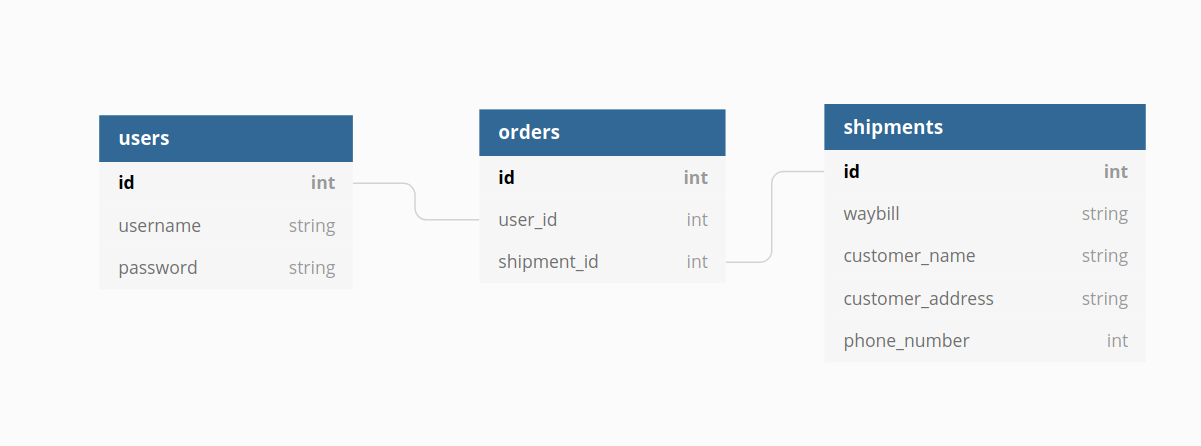 users
id int
username string
password string
orders
id int
user_id int
shipment_id int
shipments
id int
waybill string
customer_name string
customer_address string
phone_number int